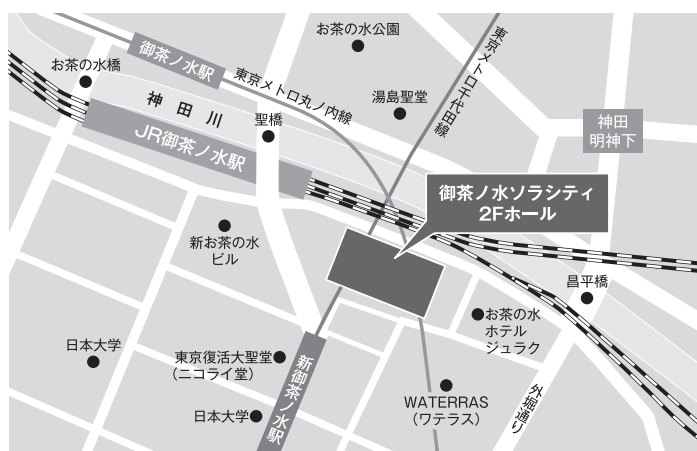 お茶の水公園
御茶ノ水駅
お茶の水橋
東京メトロ丸ノ内線
東京メトロ千代田線
湯島聖堂
神田川
聖橋
神田
明神下
JR御茶ノ水駅
御茶ノ水ソラシティ
2Fホール
新お茶の水
ビル
昌平橋
お茶の水
ホテル
ジュラク
日本大学
東京復活大聖堂
（ニコライ堂）
新御茶ノ水駅
WATERRAS
（ワテラス）
外堀通り
日本大学